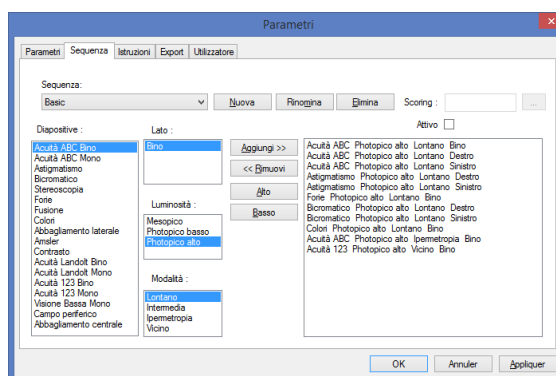 Parametri
Parametri Sequenza Istruzioni Export Utilizzatore
Sequenza:
Basic Nuova Rinomina Elimina Scoring : ...
Attivo
Diapositive :
Acuità ABC Bino
Acuità ABC Mono
Astigmatismo
Bicromatico
Stereoscopia
Forie
Fusione
Colori
Abbagliamento laterale
Amsler
Contrasto
Acuità Landolt Bino
Acuità Landolt Mono
Acuità 123 Bino
Acuità 123 Mono
Visione Bassa Mono
Campo periferico
Abbagliamento centrale
Lato :
Bino
Luminosità :
Mesopico
Photopico basso
Photopico alto
Modalità :
Lontano
Intermedia
Ipermetropia
Vicino
Aggiungi >>
<< Rimuovi
Alto
Basso
Acuità ABC Photopico alto Lontano Bino
Acuità ABC Photopico alto Lontano Destro
Acuità ABC Photopico alto Lontano Sinistro
Astigmatismo Photopico alto Lontano Destro
Astigmatismo Photopico alto Lontano Sinistro
Forie Photopico alto Lontano Bino
Bicromatico Photopico alto Lontano Destro
Bicromatico Photopico alto Lontano Sinistro
Colori Photopico alto Lontano Bino
Acuità ABC Photopico alto Ipermetropia Bino
Acuità 123 Photopico alto Vicino Bino
OK Annuler Appliquer